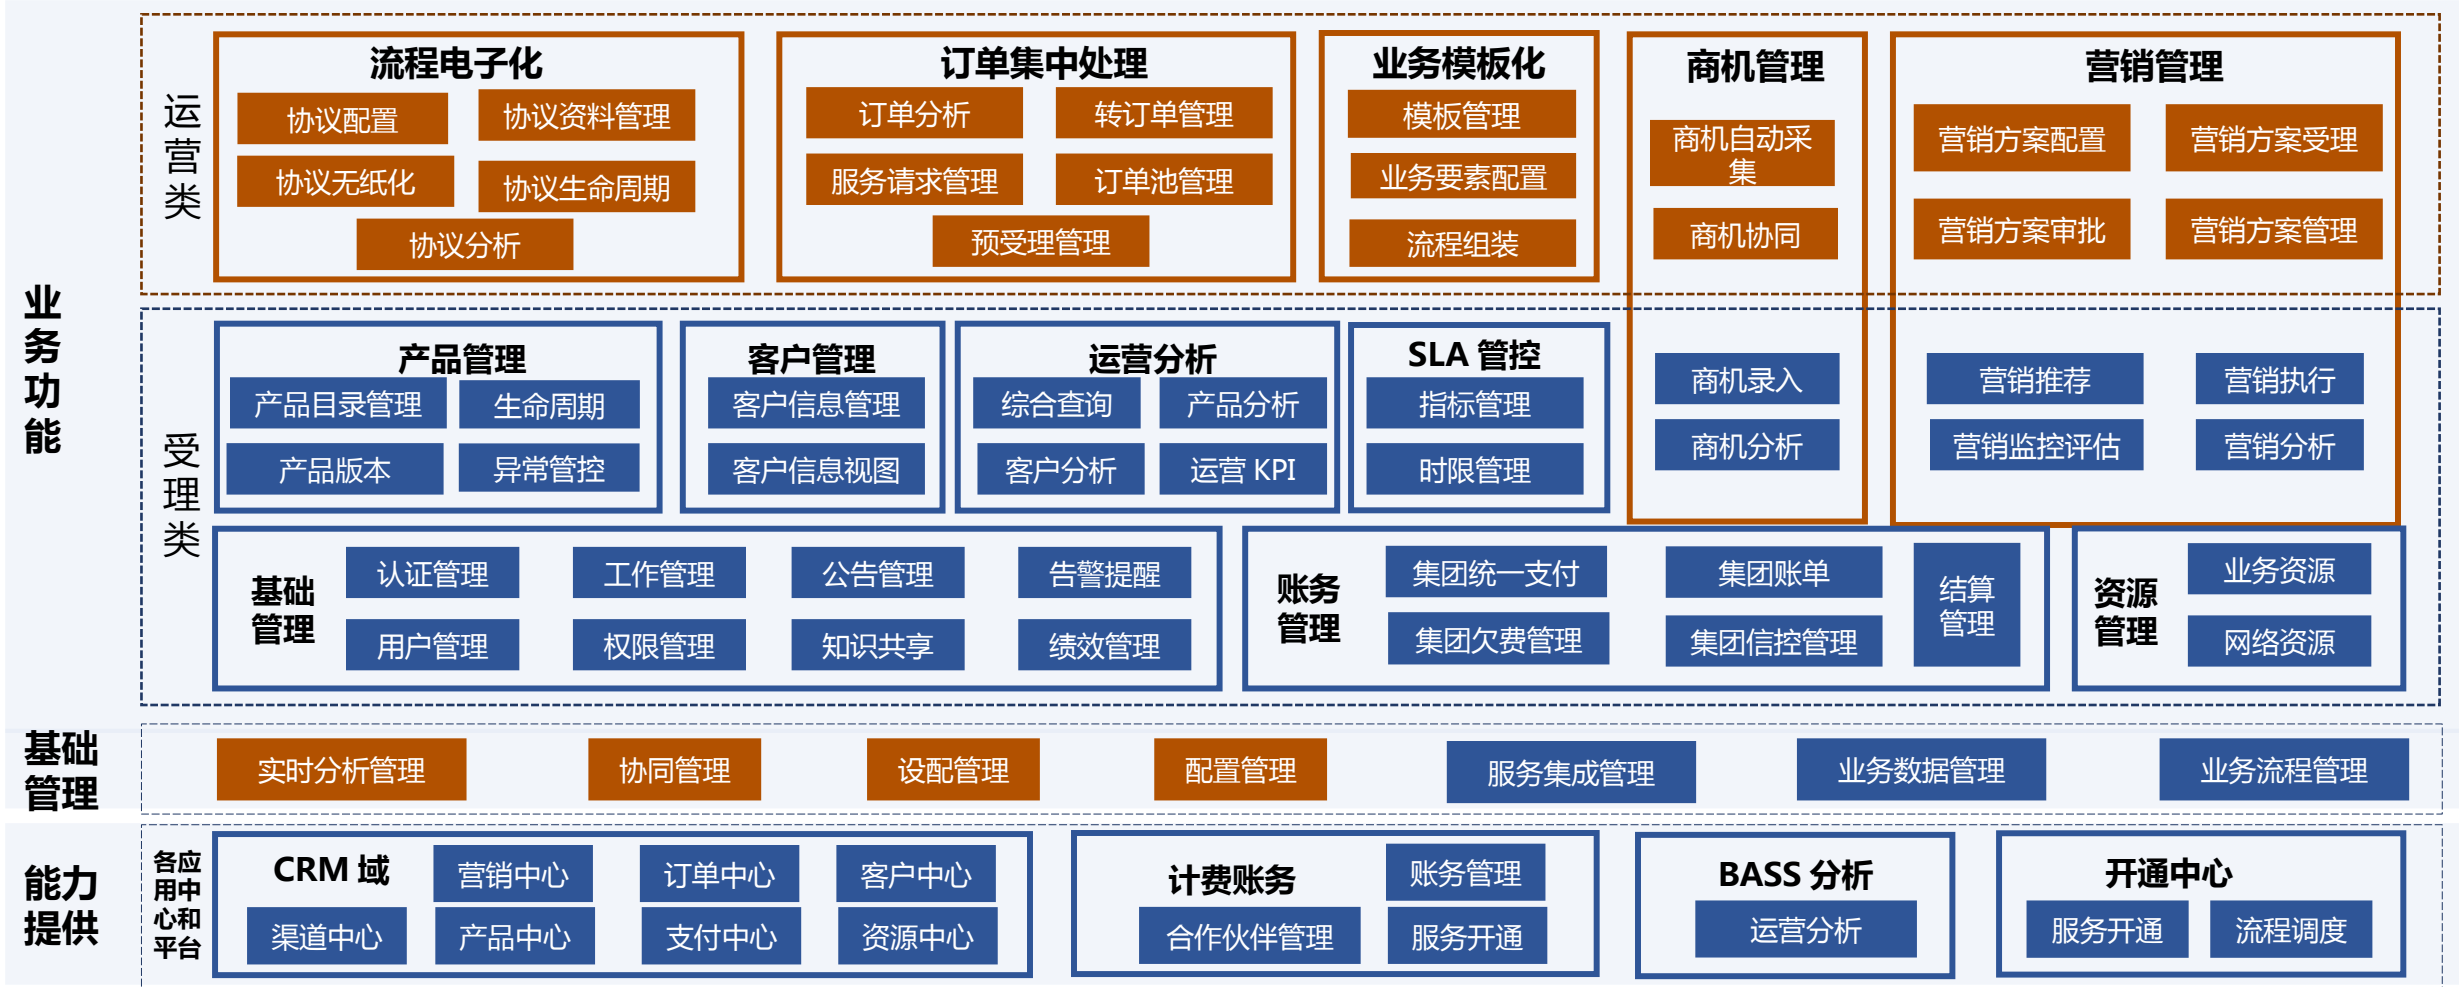 业
务
功
能
运
营
类
流程电子化
协议配置
协议资料管理
协议无纸化
协议生命周期
协议分析
订单集中处理
订单分析
转订单管理
服务请求管理
订单池管理
预受理管理
业务模板化
模板管理
业务要素配置
流程组装
商机管理
商机自动采
集
商机协同
商机录入
商机分析
营销管理
营销方案配置
营销方案受理
营销方案审批
营销方案管理
营销推荐
营销执行
营销监控评估
营销分析
受
理
类
产品管理
产品目录管理
生命周期
产品版本
异常管控
客户管理
客户信息管理
客户信息视图
运营分析
综合查询
产品分析
客户分析
运营 KPI
SLA 管控
指标管理
时限管理
基础
管理
认证管理
工作管理
公告管理
告警提醒
用户管理
权限管理
知识共享
绩效管理
账务
管理
集团统一支付
集团账单
集团欠费管理
集团信控管理
结算
管理
资源
管理
业务资源
网络资源
基础
管理
实时分析管理
协同管理
设配管理
配置管理
服务集成管理
业务数据管理
业务流程管理
能力
提供
各应
用中
心和
平台
CRM 域
营销中心
订单中心
客户中心
渠道中心
产品中心
支付中心
资源中心
计费账务
账务管理
合作伙伴管理
服务开通
BASS 分析
运营分析
开通中心
服务开通
流程调度